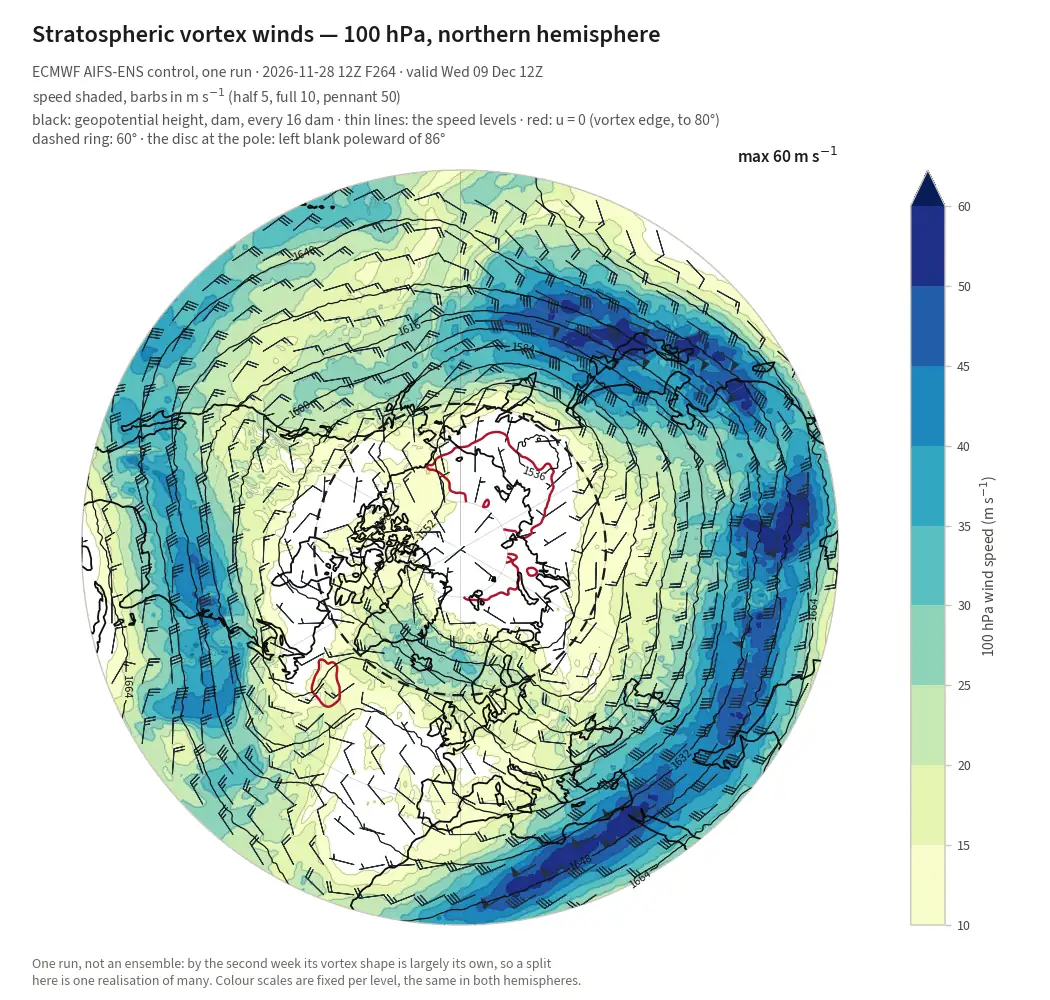 Stratospheric vortex winds — 100 hPa, northern hemisphere
ECMWF AIFS-ENS control, one run · 2026-11-28 12Z F264 · valid Wed 09 Dec 12Z
speed shaded, barbs in m s⁻¹ (half 5, full 10, pennant 50)
black: geopotential height, dam, every 16 dam · thin lines: the speed levels · red: u = 0 (vortex edge, to 80°)
dashed ring: 60° · the disc at the pole: left blank poleward of 86°
max 60 m s⁻¹
60
50
45
40
35
30
25
20
15
10
100 hPa wind speed (m s⁻¹)
1648
1616
1584
1600
1536
1552
1664
1664
1632
1648
1664
One run, not an ensemble: by the second week its vortex shape is largely its own, so a split
here is one realisation of many. Colour scales are fixed per level, the same in both hemispheres.